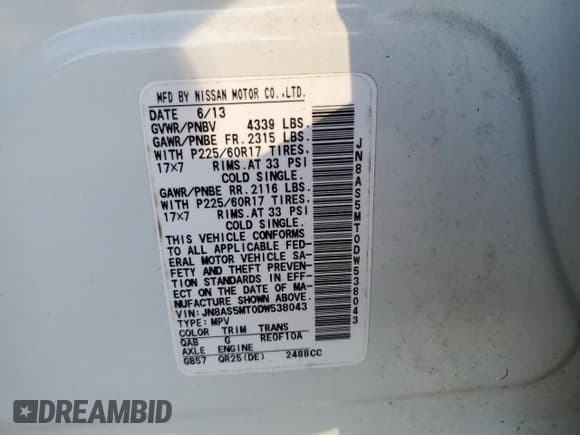 MFD BY NISSAN MOTOR CO.,LTD.
DATE 6/13
GVWR/PNBV 4339 LBS.
GAWR/PNBE FR. 2315 LBS.
WITH P225/60R17 TIRES.
17×7 RIMS.AT 33 PSI
COLD SINGLE.
GAWR/PNBE RR. 2116 LBS.
WITH P225/60R17 TIRES.
17×7 RIMS.AT 33 PSI
COLD SINGLE.
THIS VEHICLE CONFORMS
TO ALL APPLICABLE FED-
ERAL MOTOR VEHICLE SA-
FETY AND THEFT PREVEN-
TION STANDARDS IN EFF-
ECT ON THE DATE OF MA-
NUFACTURE SHOWN ABOVE.
VIN:JN8AS5MT0DW538043
TYPE:MPV
COLOR TRIM TRANS
QAB G RE0F10A
AXLE ENGINE
GB57 QR25(DE) 2488CC
JN8AS5MT0DW538043
DREAMBID